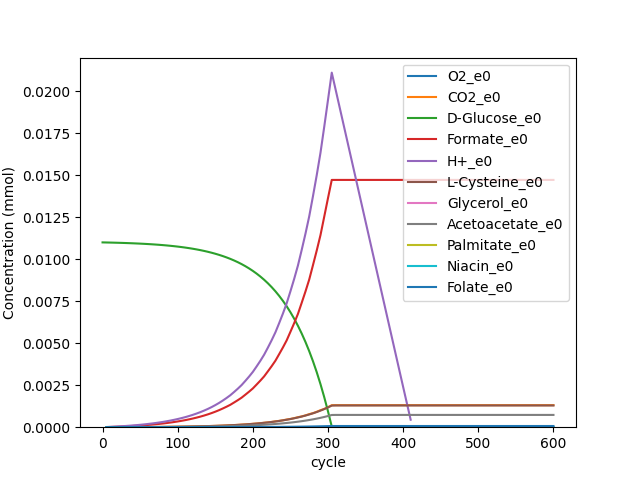 0.0200
0.0175
0.0150
0.0125
0.0100
0.0075
0.0050
0.0025
0.0000
Concentration (mmol)
O2_e0
CO2_e0
D-Glucose_e0
Formate_e0
H+_e0
L-Cysteine_e0
Glycerol_e0
Acetoacetate_e0
Palmitate_e0
Niacin_e0
Folate_e0
0 100 200 300 400 500 600
cycle